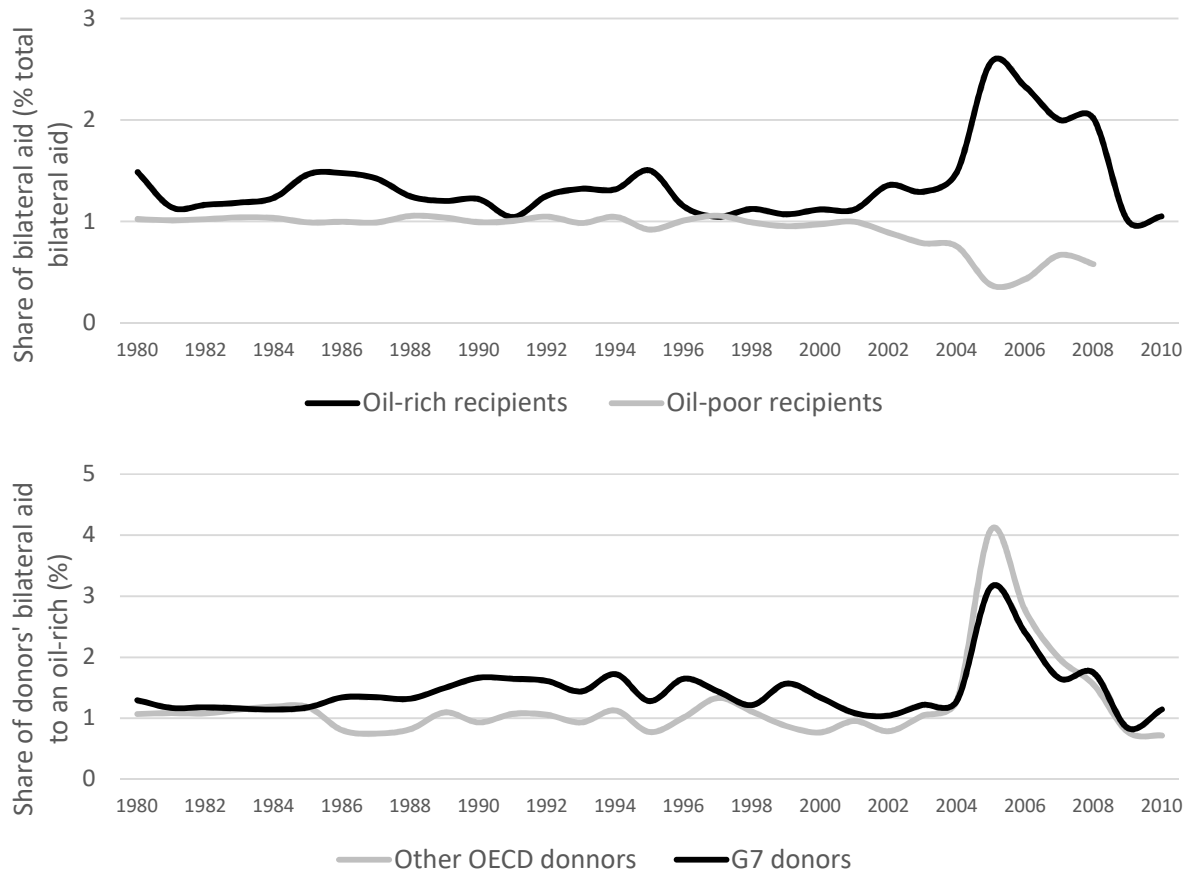 Share of bilateral aid (% total
bilateral aid)
3
2
1
0
1980 1982 1984 1986 1988 1990 1992 1994 1996 1998 2000 2002 2004 2006 2008 2010
Oil-rich recipients Oil-poor recipients
Share of donors' bilateral aid
to an oil-rich (%)
5
4
3
2
1
0
1980 1982 1984 1986 1988 1990 1992 1994 1996 1998 2000 2002 2004 2006 2008 2010
Other OECD donnors G7 donors